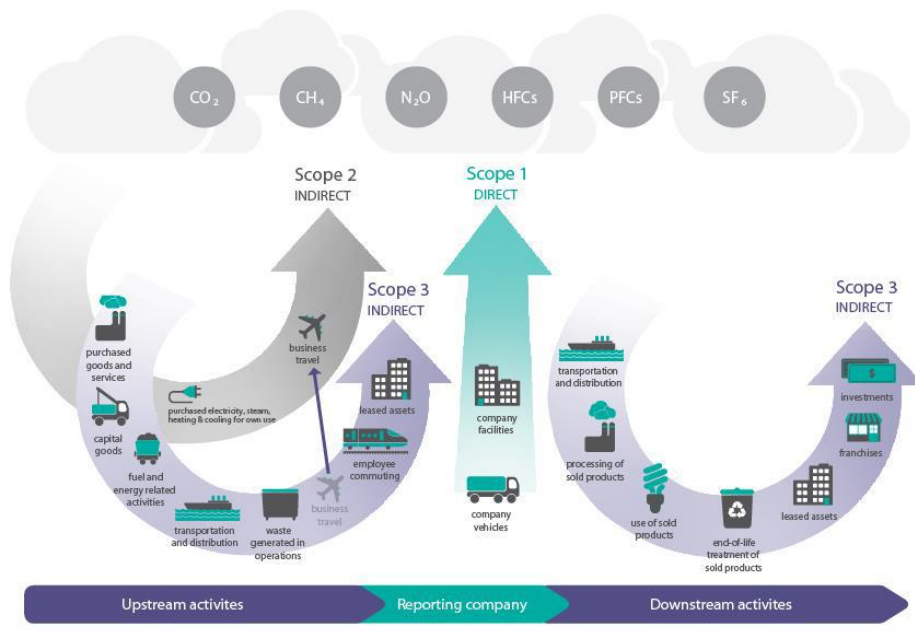 CO₂
CH₄
N₂O
HFCs
PFCs
SF₆
Scope 2
INDIRECT
Scope 1
DIRECT
Scope 3
INDIRECT
Scope 3
INDIRECT
purchased
goods and
services
capital
goods
fuel and
energy related
activities
transportation
and distribution
waste
generated in
operations
business
travel
purchased electricity, steam,
heating & cooling for own use
business
travel
employee
commuting
leased assets
company
facilities
company
vehicles
transportation
and distribution
processing of
sold products
use of sold
products
end-of-life
treatment of
sold products
leased assets
franchises
investments
$
Upstream activites
Reporting company
Downstream activites